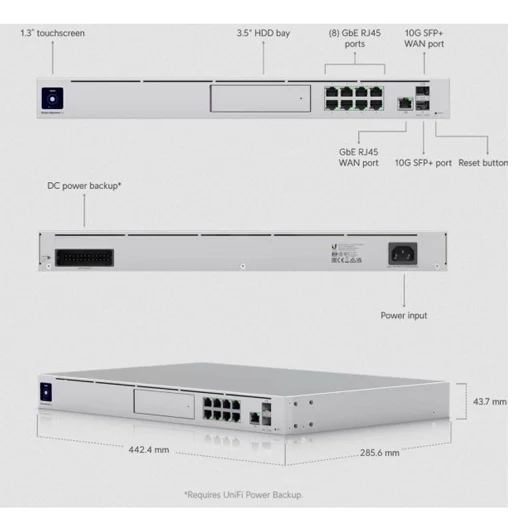 1.3" touchscreen
3.5" HDD bay
(8) GbE RJ45
ports
10G SFP+
WAN port
GbE RJ45
WAN port
10G SFP+ port
Reset button
DC power backup*
Power input
43.7 mm
442.4 mm
285.6 mm
*Requires UniFi Power Backup.